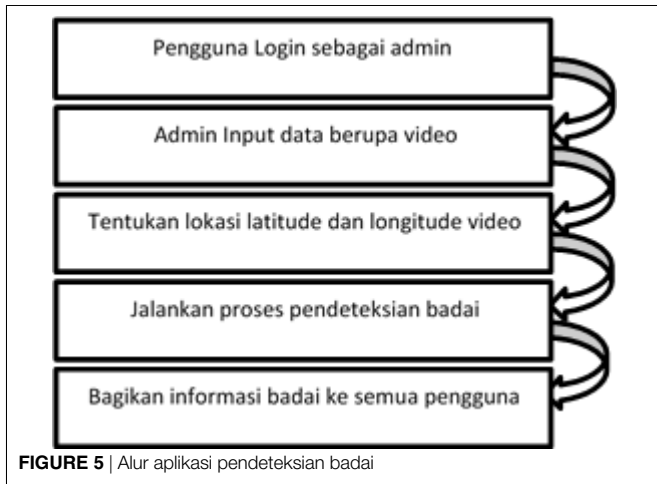 Pengguna Login sebagai admin
Admin Input data berupa video
Tentukan lokasi latitude dan longitude video
Jalankan proses pendeteksian badai
Bagikan informasi badai ke semua pengguna
FIGURE 5 | Alur aplikasi pendeteksian badai